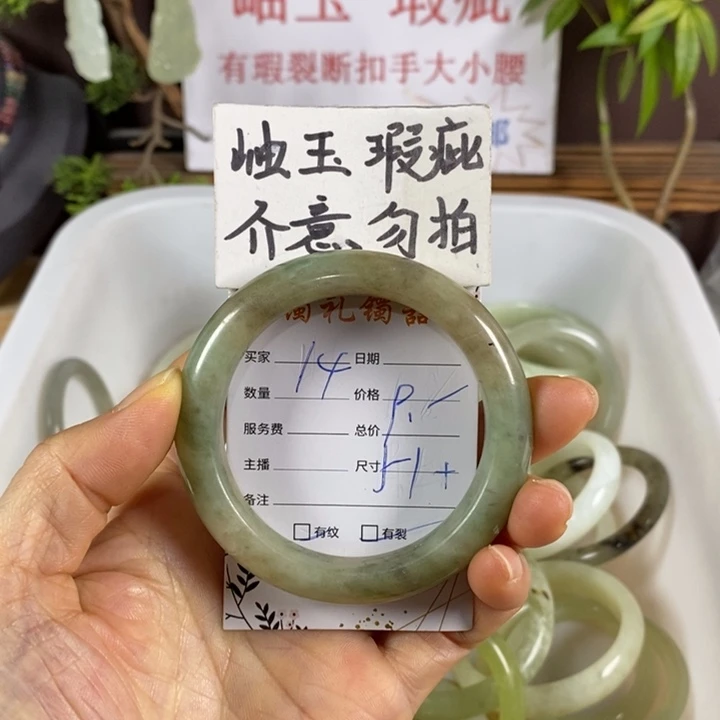 岫玉 瑕疵
有瑕裂断扣手大小腰
岫玉瑕疵
介意勿拍
买家 14 日期
数量 价格 P.
服务费 总价
主播 尺寸 51+
备注
有纹 有裂